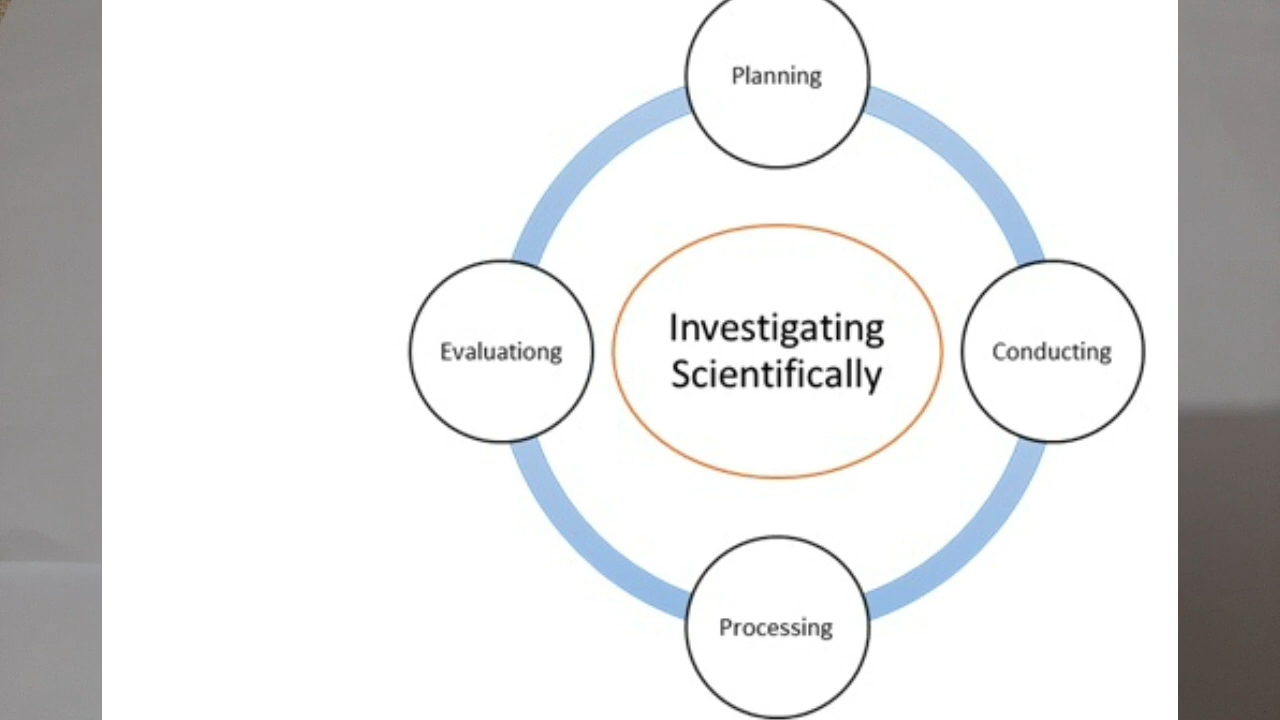 Planning
Investigating
Scientifically
Evaluationg
Conducting
Processing